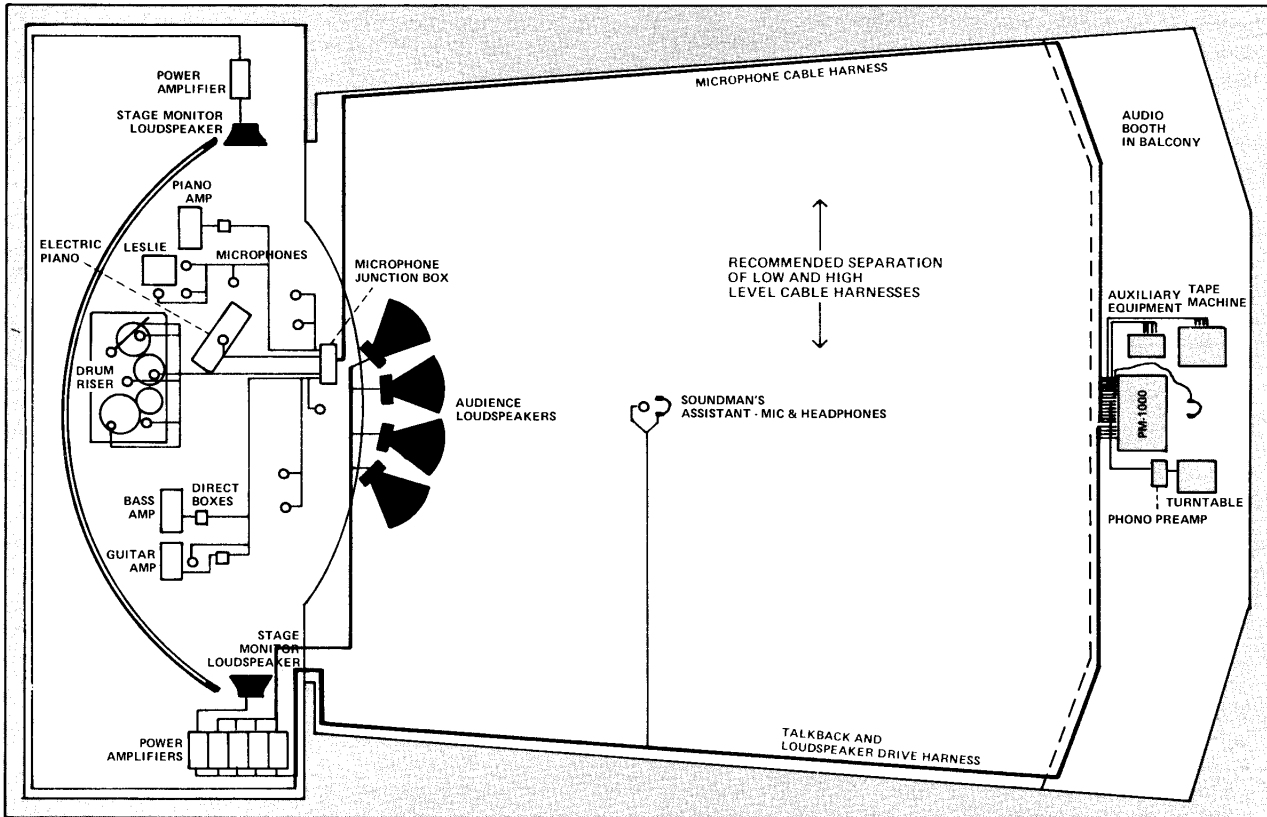 MICROPHONE CABLE HARNESS
POWER
AMPLIFIER
STAGE MONITOR
LOUDSPEAKER
AUDIO
BOOTH
IN BALCONY
PIANO
AMP
ELECTRIC
PIANO
LESLIE
MICROPHONES
MICROPHONE
JUNCTION BOX
RECOMMENDED SEPARATION
OF LOW AND HIGH
LEVEL CABLE HARNESSES
AUXILIARY
EQUIPMENT
TAPE
MACHINE
DRUM
RISER
AUDIENCE
LOUDSPEAKERS
SOUNDMAN'S
ASSISTANT - MIC & HEADPHONES
PM-1000
BASS
AMP
DIRECT
BOXES
TURNTABLE
PHONO PREAMP
GUITAR
AMP
STAGE
MONITOR
LOUDSPEAKER
POWER
AMPLIFIERS
TALKBACK AND
LOUDSPEAKER DRIVE HARNESS